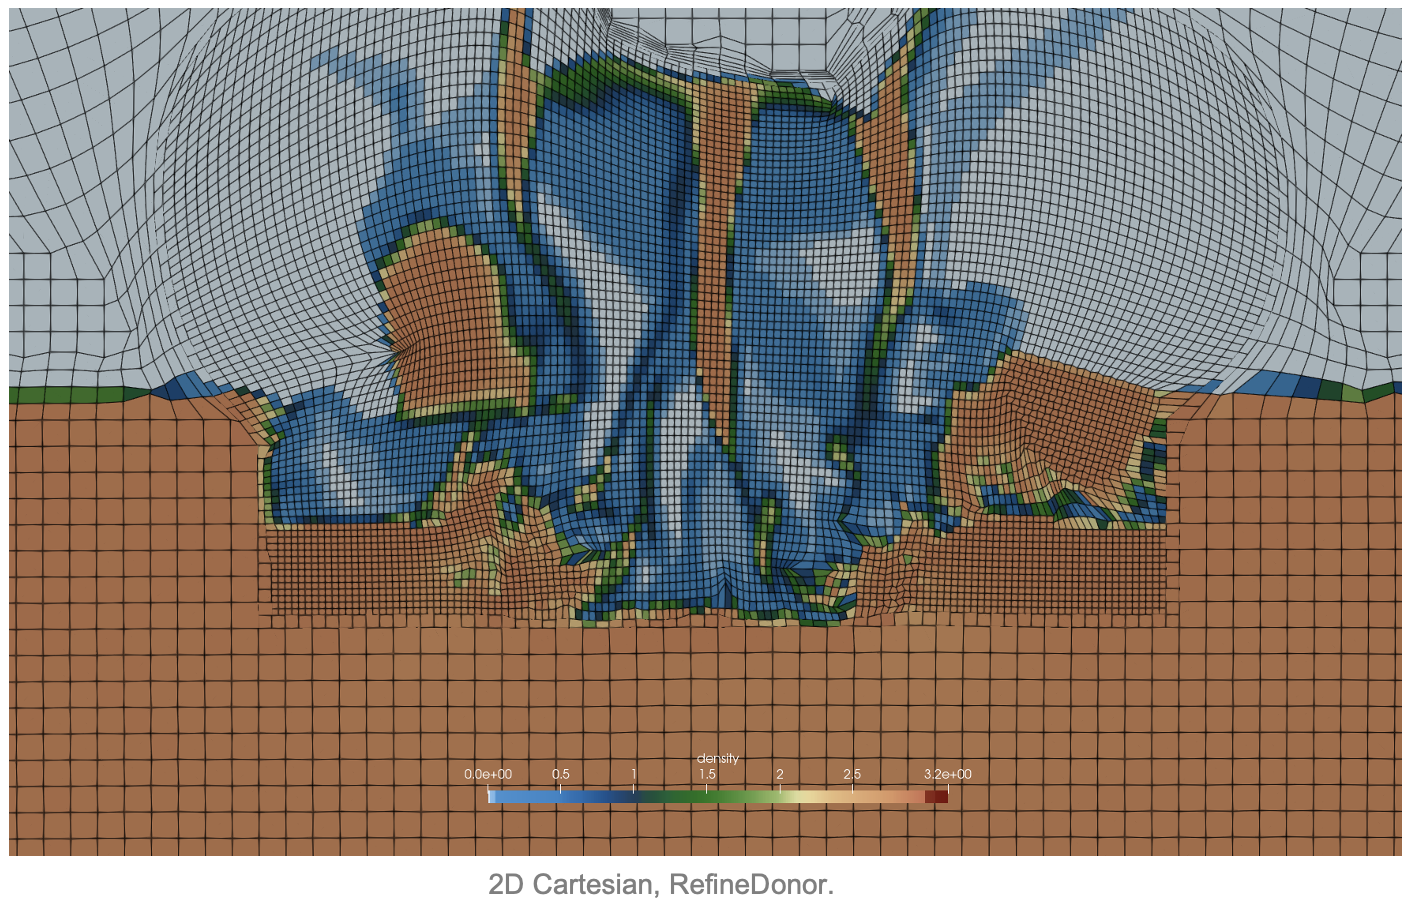 density
0.0e+00 0.5 1 1.5 2 2.5 3.2e+00
2D Cartesian, RefineDonor.